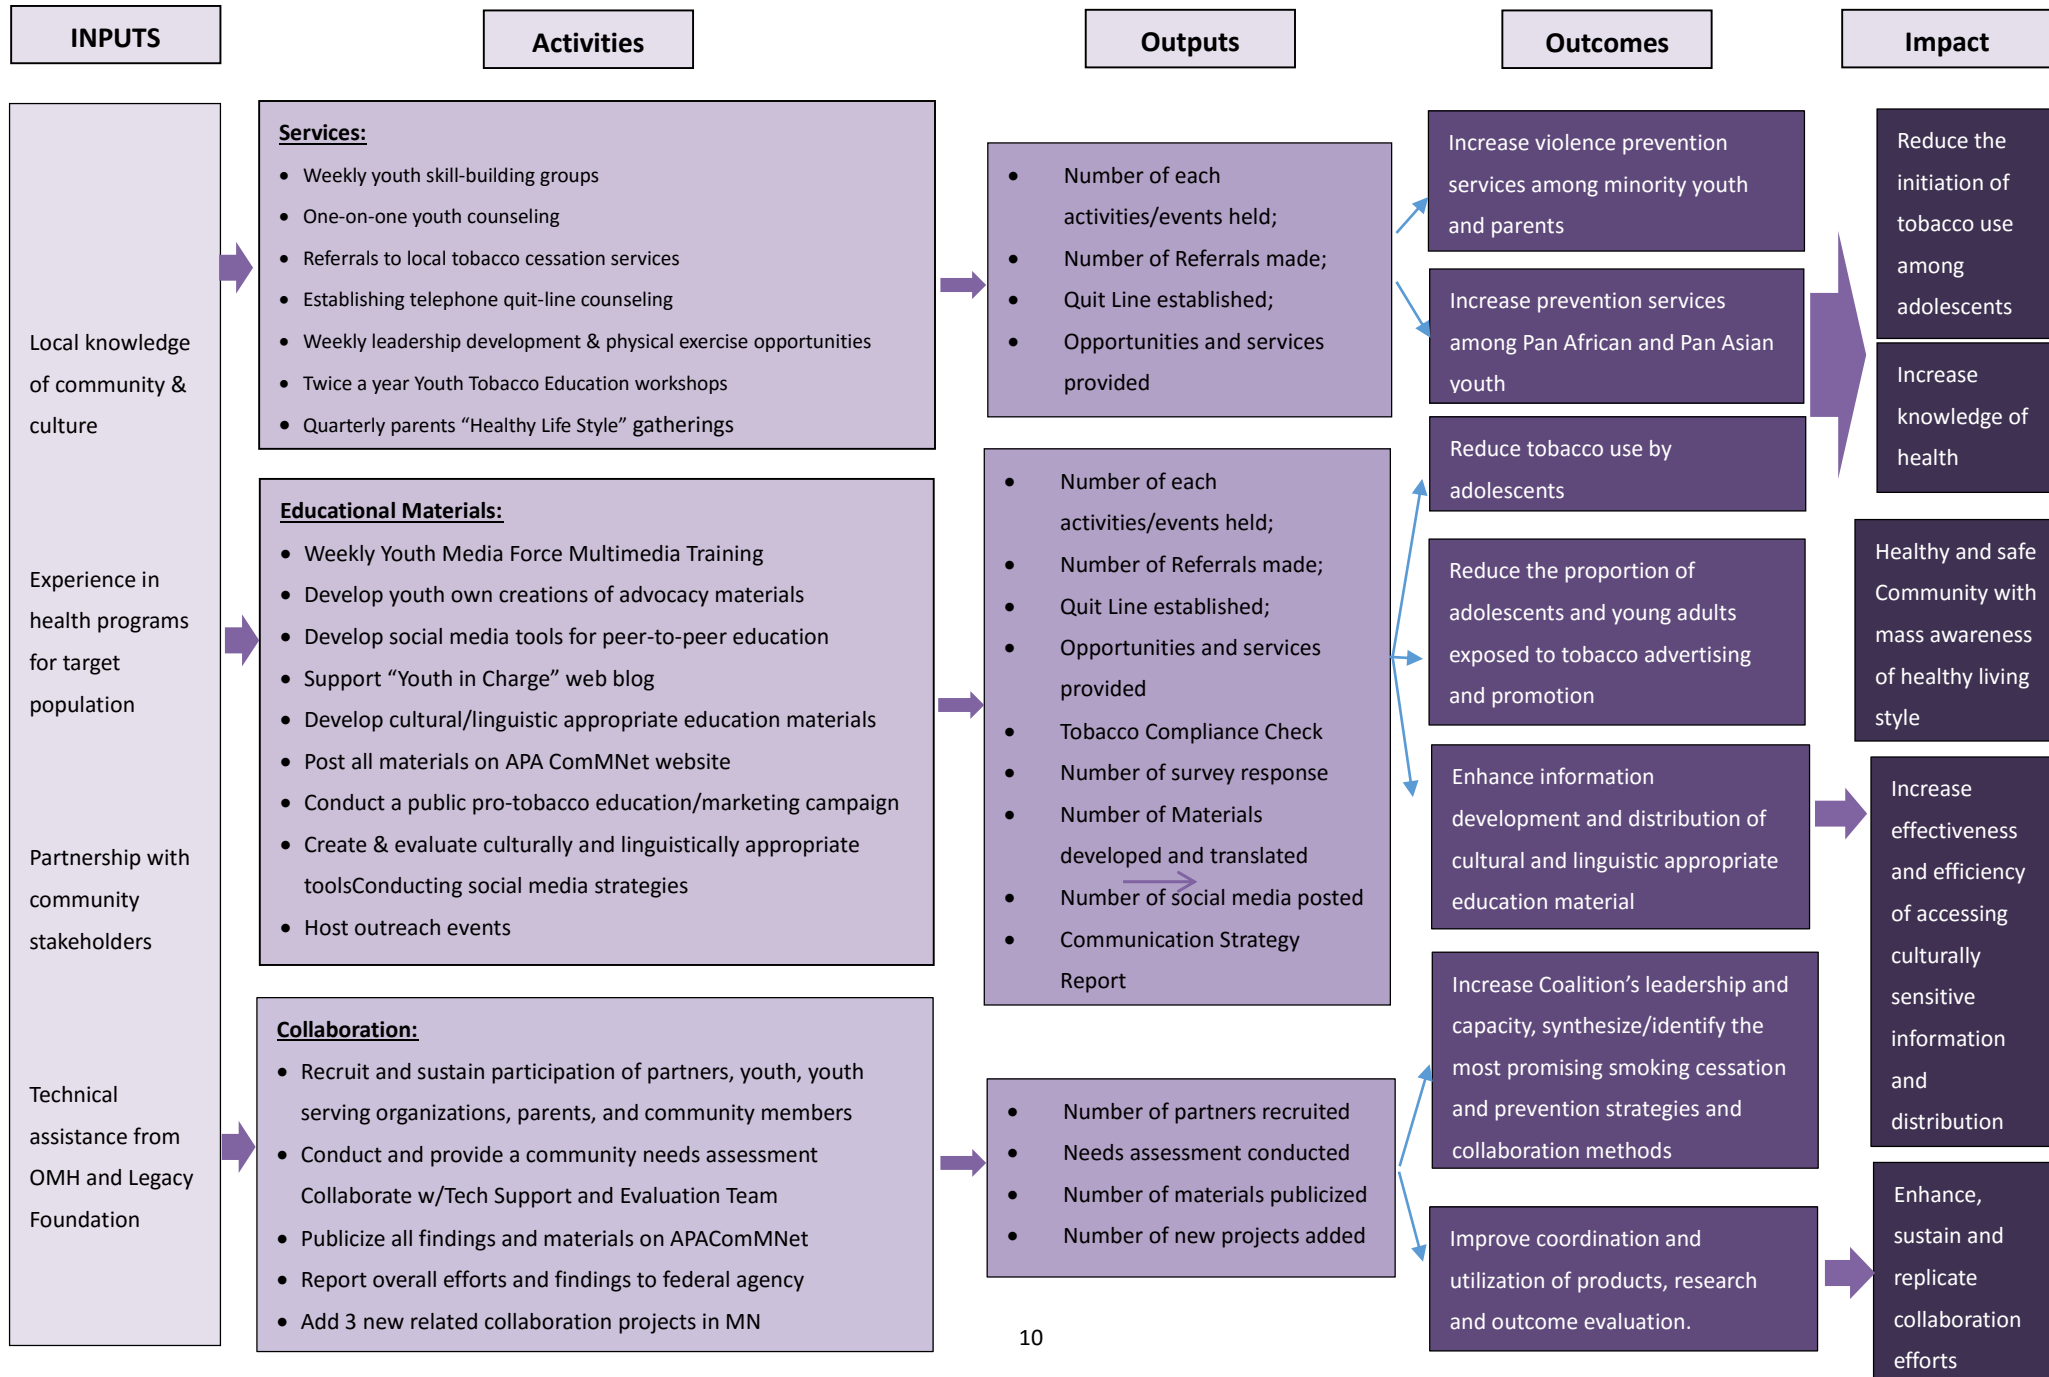 INPUTS
Activities
Outputs
Outcomes
Impact
Local knowledge
of community &
culture
Experience in
health programs
for target
population
Partnership with
community
stakeholders
Technical
assistance from
OMH and Legacy
Foundation
Services:
• Weekly youth skill-building groups
• One-on-one youth counseling
• Referrals to local tobacco cessation services
• Establishing telephone quit-line counseling
• Weekly leadership development & physical exercise opportunities
• Twice a year Youth Tobacco Education workshops
• Quarterly parents “Healthy Life Style” gatherings
Educational Materials:
• Weekly Youth Media Force Multimedia Training
• Develop youth own creations of advocacy materials
• Develop social media tools for peer-to-peer education
• Support “Youth in Charge” web blog
• Develop cultural/linguistic appropriate education materials
• Post all materials on APA ComMNet website
• Conduct a public pro-tobacco education/marketing campaign
• Create & evaluate culturally and linguistically appropriate
toolsConducting social media strategies
• Host outreach events
Collaboration:
• Recruit and sustain participation of partners, youth, youth
serving organizations, parents, and community members
• Conduct and provide a community needs assessment
Collaborate w/Tech Support and Evaluation Team
• Publicize all findings and materials on APAComMNet
• Report overall efforts and findings to federal agency
• Add 3 new related collaboration projects in MN
• Number of each
activities/events held;
• Number of Referrals made;
• Quit Line established;
• Opportunities and services
provided
• Number of each
activities/events held;
• Number of Referrals made;
• Quit Line established;
• Opportunities and services
provided
• Tobacco Compliance Check
• Number of survey response
• Number of Materials
developed and translated
• Number of social media posted
• Communication Strategy
Report
• Number of partners recruited
• Needs assessment conducted
• Number of materials publicized
• Number of new projects added
Increase violence prevention
services among minority youth
and parents
Increase prevention services
among Pan African and Pan Asian
youth
Reduce tobacco use by
adolescents
Reduce the proportion of
adolescents and young adults
exposed to tobacco advertising
and promotion
Enhance information
development and distribution of
cultural and linguistic appropriate
education material
Increase Coalition’s leadership and
capacity, synthesize/identify the
most promising smoking cessation
and prevention strategies and
collaboration methods
Improve coordination and
utilization of products, research
and outcome evaluation.
Reduce the
initiation of
tobacco use
among
adolescents
Increase
knowledge of
health
Healthy and safe
Community with
mass awareness
of healthy living
style
Increase
effectiveness
and efficiency
of accessing
culturally
sensitive
information
and
distribution
Enhance,
sustain and
replicate
collaboration
efforts
10